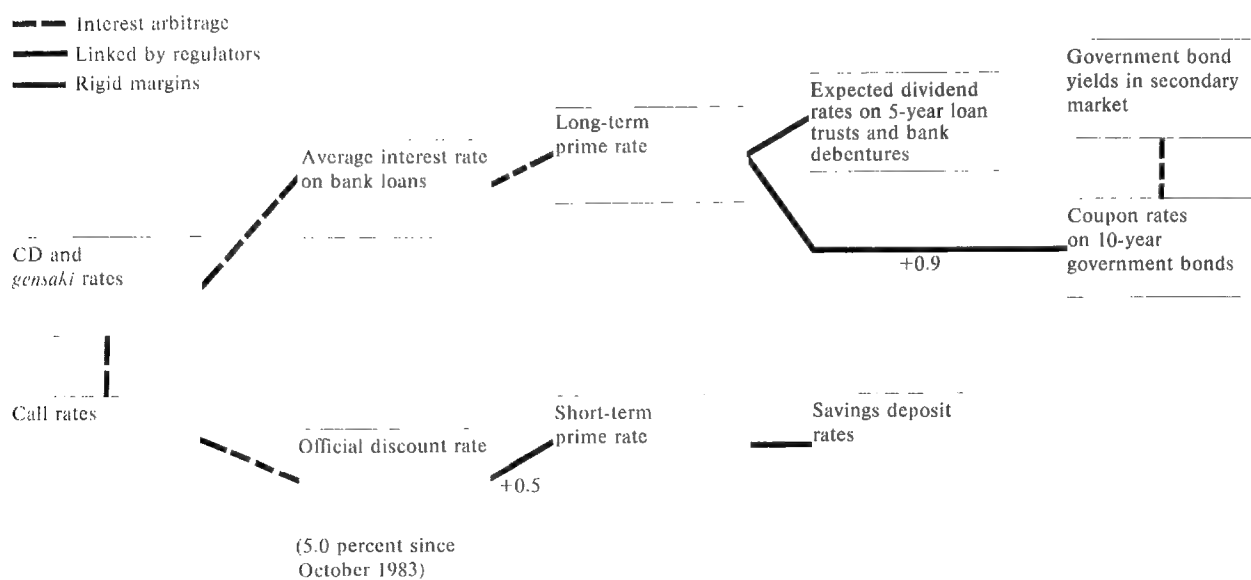 Interest arbitrage
Linked by regulators
Rigid margins
Government bond
yields in secondary
market
Expected dividend
rates on 5-year loan
trusts and bank
debentures
Long-term
prime rate
Average interest rate
on bank loans
Coupon rates
on 10-year
government bonds
+0.9
CD and
gensaki rates
Call rates
Official discount rate
Short-term
prime rate
Savings deposit
rates
+0.5
(5.0 percent since
October 1983)